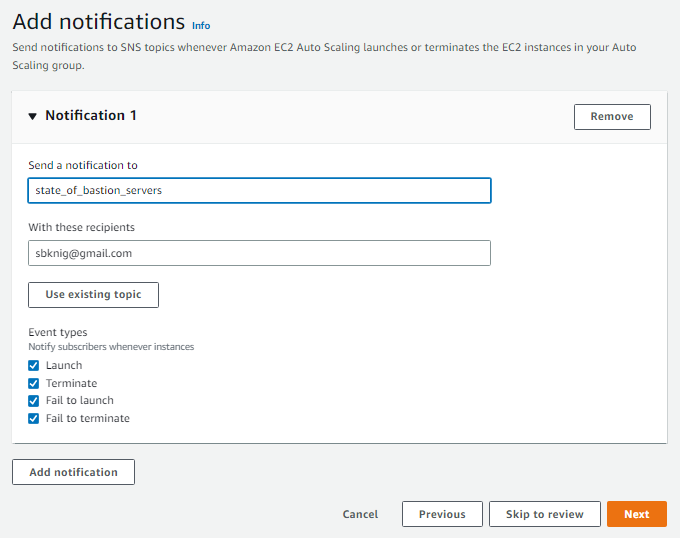 Add notifications Info
Send notifications to SNS topics whenever Amazon EC2 Auto Scaling launches or terminates the EC2 instances in your Auto
Scaling group.
Notification 1
Remove
Send a notification to
state_of_bastion_servers
With these recipients
sbknig@gmail.com
Use existing topic
Event types
Notify subscribers whenever instances
Launch
Terminate
Fail to launch
Fail to terminate
Add notification
Cancel
Previous
Skip to review
Next